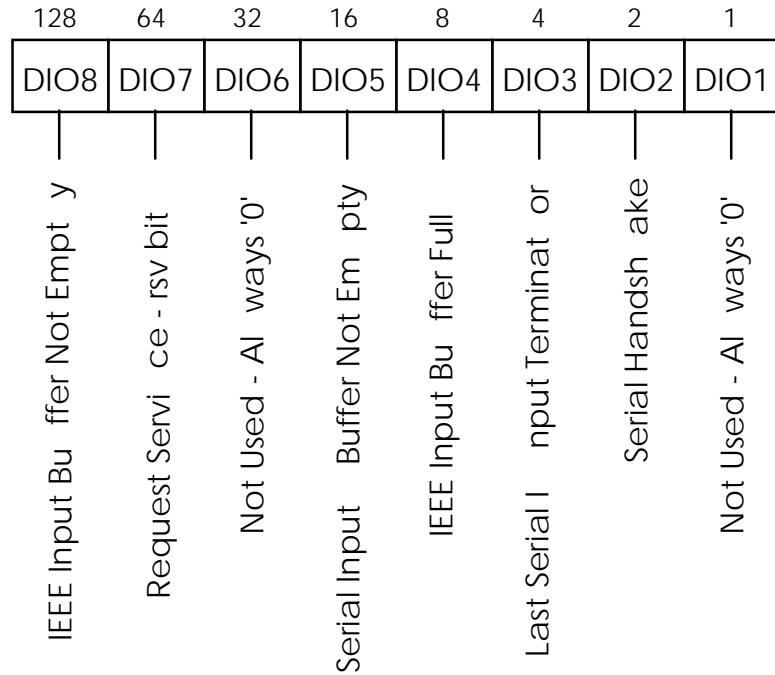 128 64 32 16 8 4 2 1
DIO8 DIO7 DIO6 DIO5 DIO4 DIO3 DIO2 DIO1
IEEE Input Bu ffer Not Empt y
Request Servi ce - rsv bit
Not Used - Al ways '0'
Serial Input Buffer Not Em pty
IEEE Input Bu ffer Full
Last Serial I nput Terminat or
Serial Handsh ake
Not Used - Al ways '0'